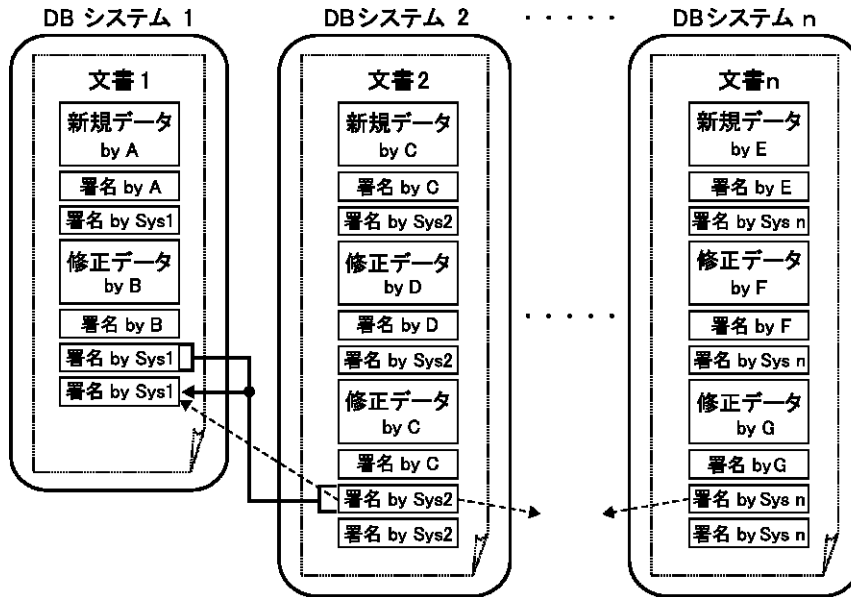 DB システム 1
文書1
新規データ
by A
署名 by A
署名 by Sys1
修正データ
by B
署名 by B
署名 by Sys1
署名 by Sys1
DBシステム 2
文書2
新規データ
by C
署名 by C
署名 by Sys2
修正データ
by D
署名 by D
署名 by Sys2
修正データ
by C
署名 by C
署名 by Sys2
署名 by Sys2
· · · · ·
· · · · ·
DBシステム n
文書n
新規データ
by E
署名 by E
署名 by Sys n
修正データ
by F
署名 by F
署名 by Sys n
修正データ
by G
署名 byG
署名 by Sys n
署名 by Sys n